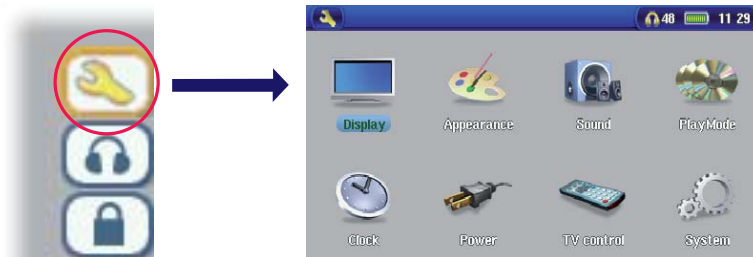 48 11 29
Display Appearance Sound PlayMode
Clock Power TV control System